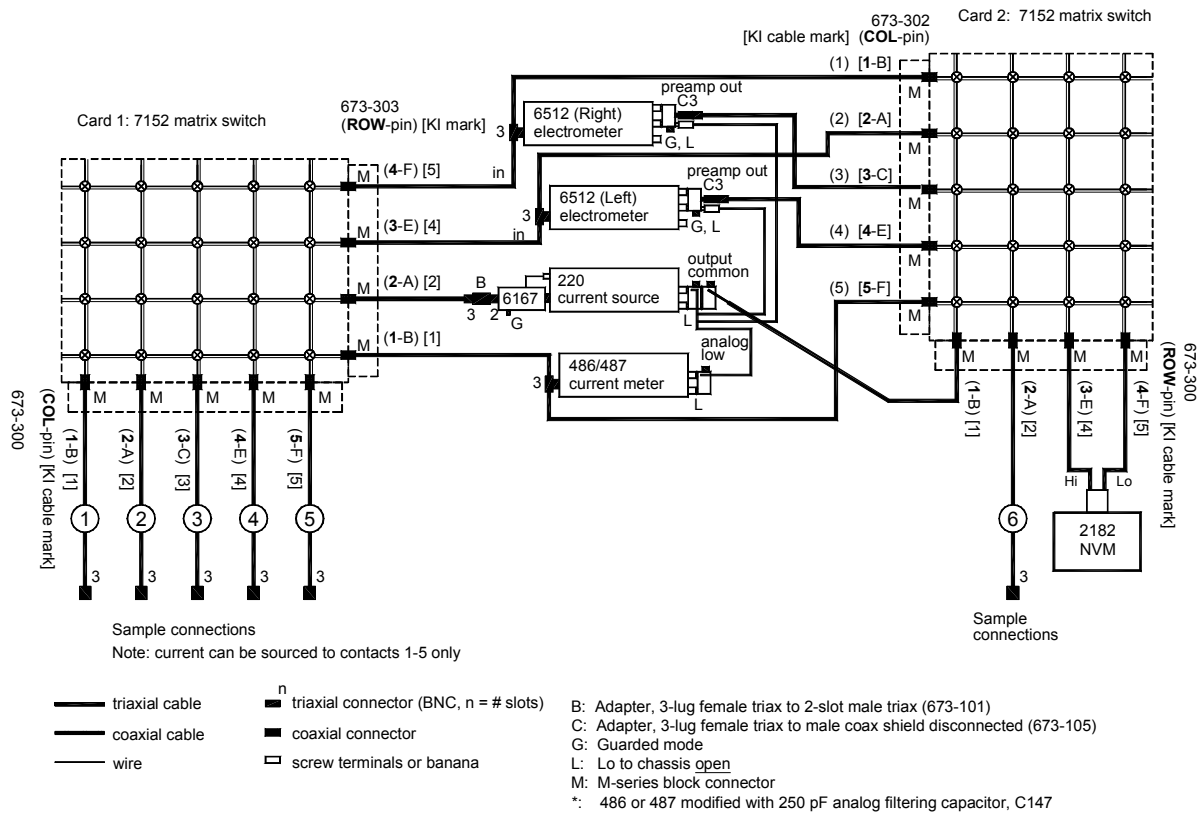 673-302
[KI cable mark] (COL-pin)
Card 2: 7152 matrix switch
(1) [1-B]
M
preamp out
C3
673-303
(ROW-pin) [KI mark]
Card 1: 7152 matrix switch
3
6512 (Right)
electrometer
G, L
(2) [2-A]
M
M
(4-F) [5]
in
preamp out
C3
(3) [3-C]
M
6512 (Left)
electrometer
3
G, L
M
(3-E) [4]
in
(4) [4-E]
M
output
common
M
(2-A) [2]
B
3
2
6167
G
220
current source
L
(5) [5-F]
M
analog
low
M
(1-B) [1]
3
486/487
current meter
L
M
M
M
M
673-300
(ROW-pin) [KI cable mark]
M
M
M
M
M
673-300
(COL-pin) [KI cable mark]
(1-B) [1]
(2-A) [2]
(3-C) [3]
(4-E) [4]
(5-F) [5]
(1-B) [1]
(2-A) [2]
(3-E) [4]
(4-F) [5]
Hi
Lo
1
2
3
4
5
6
2182
NVM
3
3
3
3
3
3
Sample connections
Note: current can be sourced to contacts 1-5 only
Sample
connections
triaxial cable
coaxial cable
wire
n
triaxial connector (BNC, n = # slots)
coaxial connector
screw terminals or banana
B: Adapter, 3-lug female triax to 2-slot male triax (673-101)
C: Adapter, 3-lug female triax to male coax shield disconnected (673-105)
G: Guarded mode
L: Lo to chassis open
M: M-series block connector
*: 486 or 487 modified with 250 pF analog filtering capacitor, C147